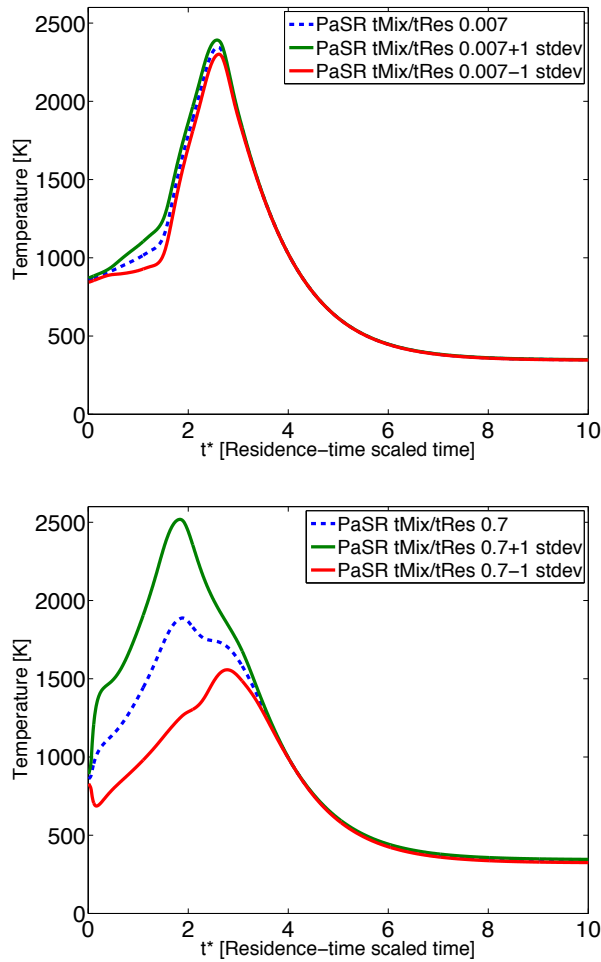 2500
2000
1500
1000
500
0
Temperature [K]
PaSR tMix/tRes 0.007
PaSR tMix/tRes 0.007+1 stdev
PaSR tMix/tRes 0.007−1 stdev
0 2 4 6 8 10
t* [Residence−time scaled time]
2500
2000
1500
1000
500
0
Temperature [K]
PaSR tMix/tRes 0.7
PaSR tMix/tRes 0.7+1 stdev
PaSR tMix/tRes 0.7−1 stdev
0 2 4 6 8 10
t* [Residence−time scaled time]